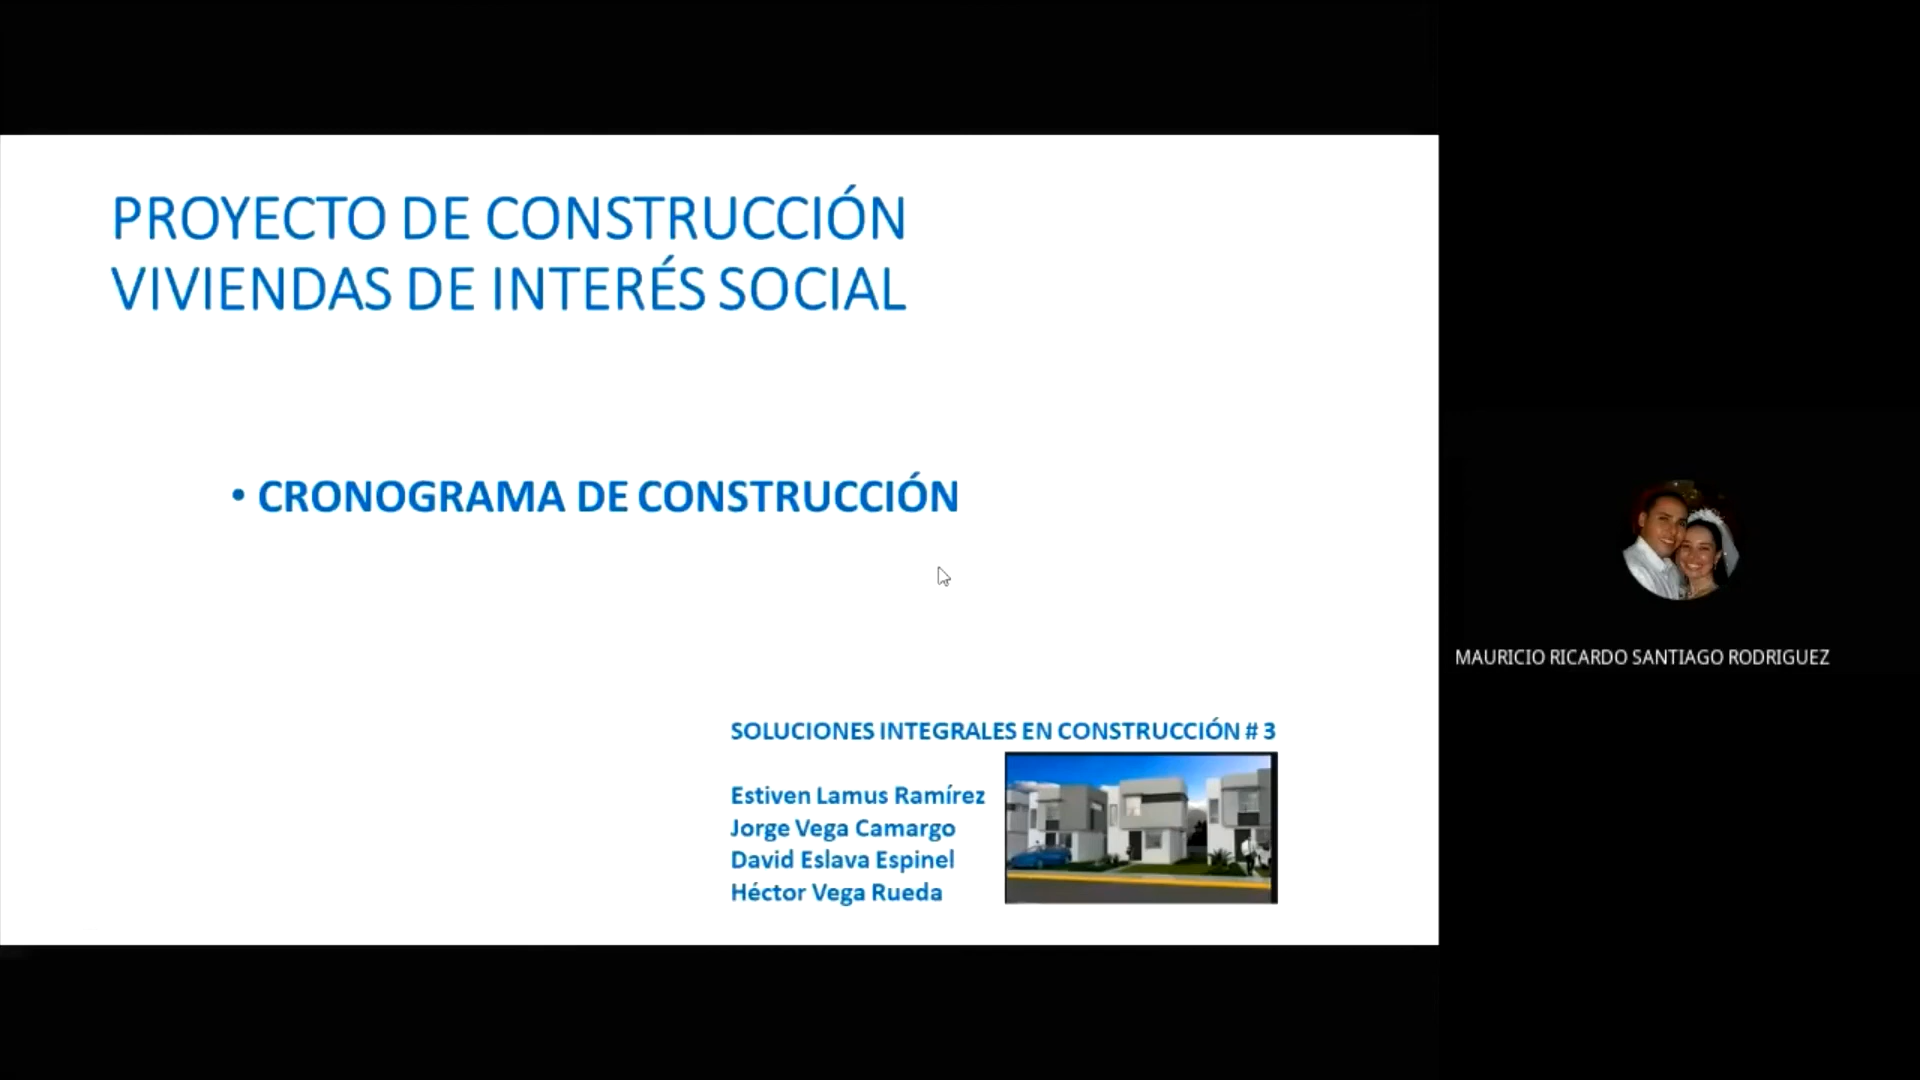 PROYECTO DE CONSTRUCCIÓN
VIVIENDAS DE INTERÉS SOCIAL
• CRONOGRAMA DE CONSTRUCCIÓN
SOLUCIONES INTEGRALES EN CONSTRUCCIÓN # 3
Estiven Lamus Ramírez
Jorge Vega Camargo
David Eslava Espinel
Héctor Vega Rueda
MAURICIO RICARDO SANTIAGO RODRIGUEZ